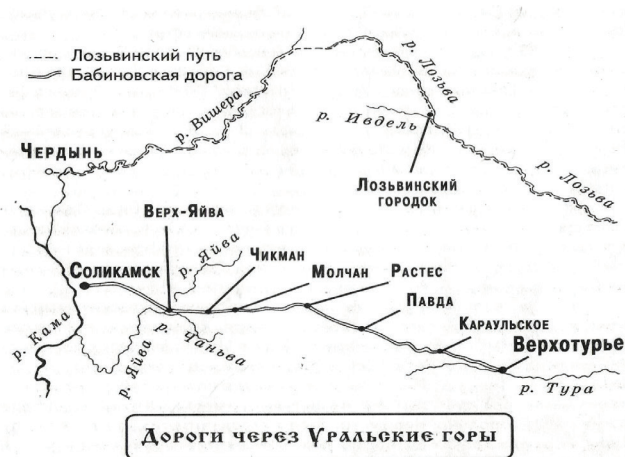 Лозьвинский путь
Бабиновская дорога
р. Лозьва
р. Вишера
р. Ивдель
Чердынь
р. Лозьва
Лозьвинский
городок
Верх-Яйва
р. Яйва
Чикман
Молчан
Растес
Соликамск
Павда
Караульское
Верхотурье
р. Кама
р. Яйва
р. Чаньва
р. Тура
Дороги через Уральские горы